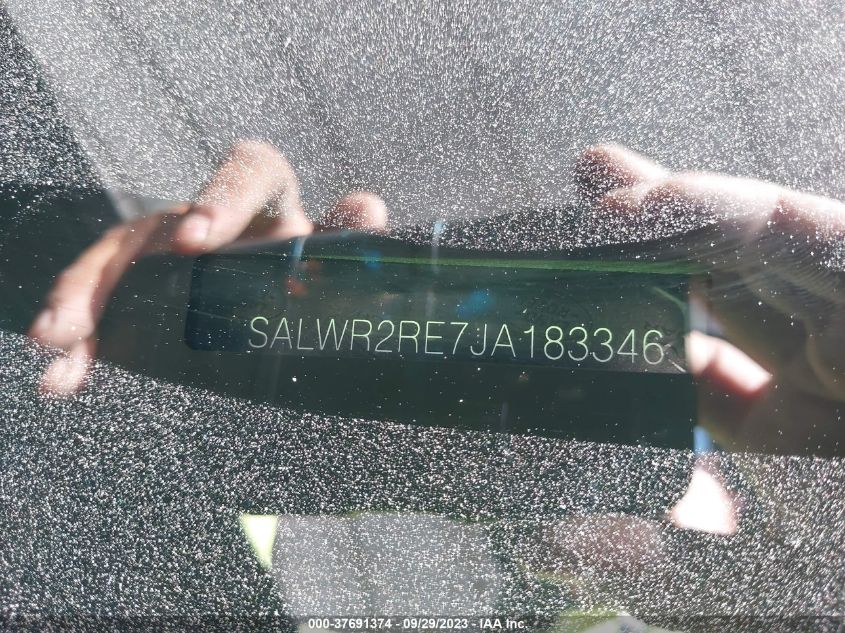 SALWR2RE7JA183346
000-37691374 - 09/29/2023 - IAA Inc.